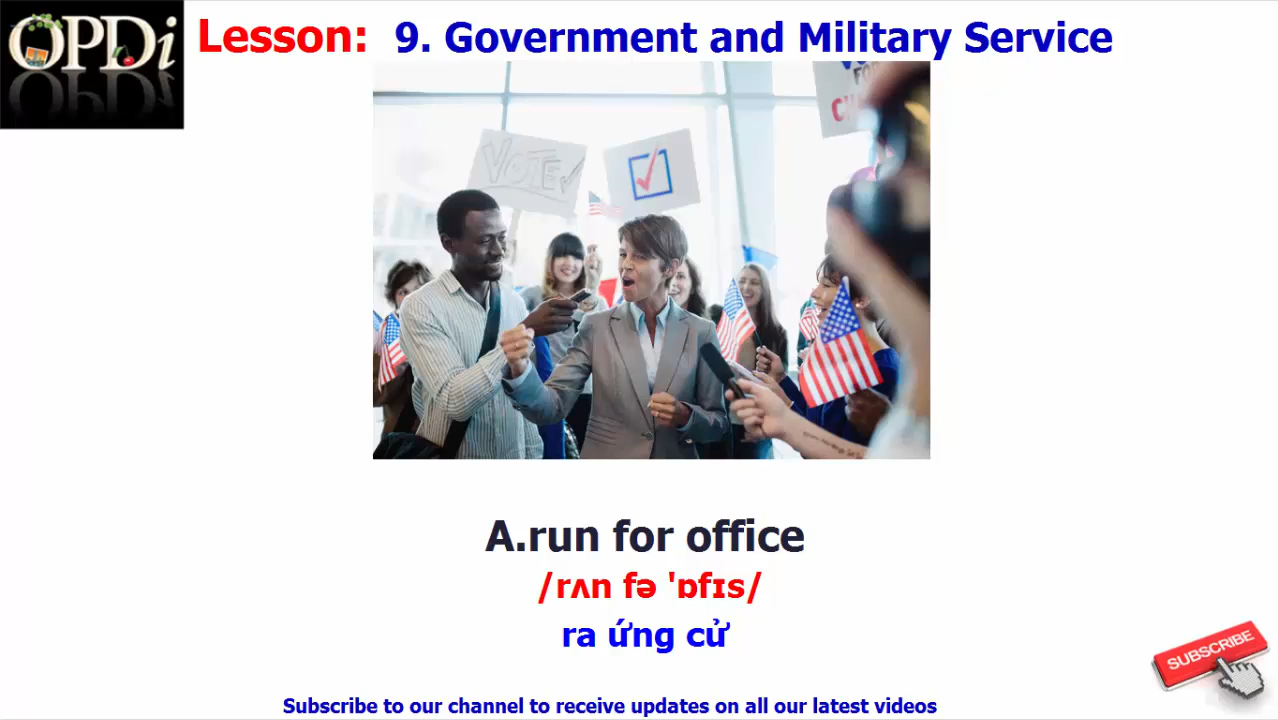 OPDi
Lesson: 9. Government and Military Service
VOTE
A.run for office
/rʌn fə 'ɒfɪs/
ra ứng cử
SUBSCRIBE
Subscribe to our channel to receive updates on all our latest videos